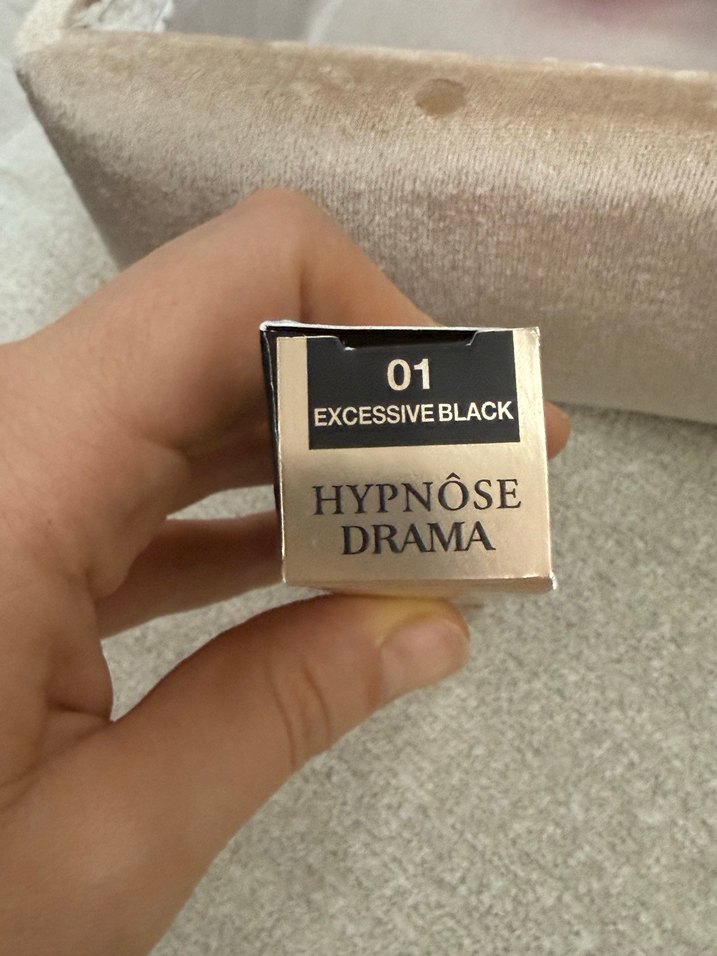 01
EXCESSIVE BLACK
HYPNÔSE
DRAMA